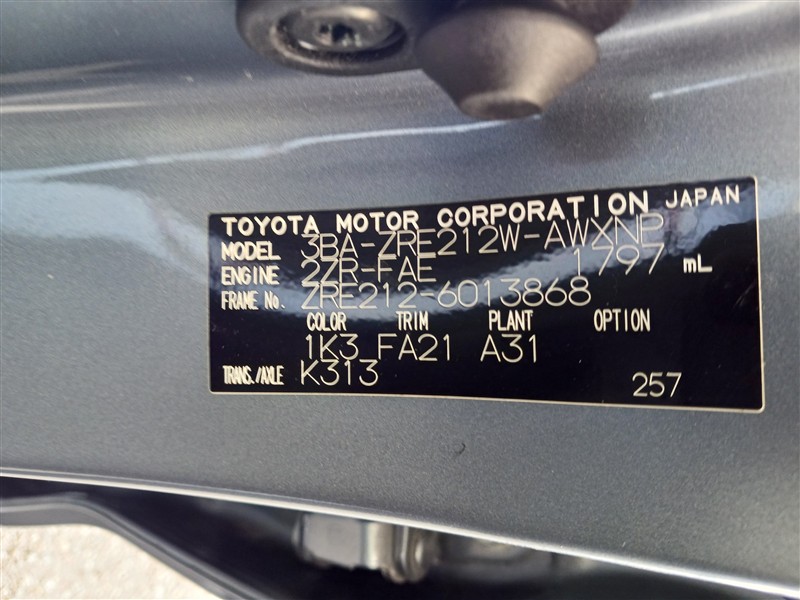 TOYOTA MOTOR CORPORATION JAPAN
MODEL 3BA-ZRE212W-AWXNP
ENGINE 2ZR-FAE 1797 mL
FRAME No. ZRE212-6013868
COLOR TRIM PLANT OPTION
1K3 FA21 A31
TRANS./AXLE K313
257